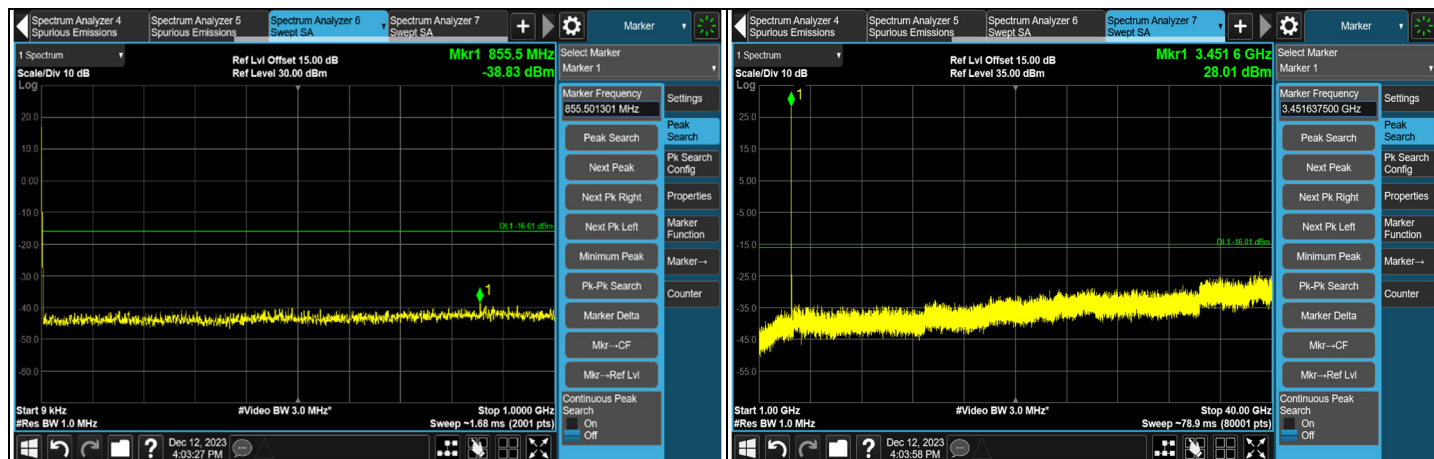 Spectrum Analyzer 4
Spurious Emissions
Spectrum Analyzer 5
Spurious Emissions
Spectrum Analyzer 6
Swept SA
Spectrum Analyzer 7
Swept SA
+
Marker
1 Spectrum
Scale/Div 10 dB
Log
Ref Lvl Offset 15.00 dB
Ref Level 30.00 dBm
Mkr1 855.5 MHz
-38.83 dBm
20.0
10.0
0.00
-10.0
-20.0
-30.0
-40.0
-50.0
-60.0
DL1 -16.01 dBm
1
Start 9 kHz
#Res BW 1.0 MHz
#Video BW 3.0 MHz*
Stop 1.0000 GHz
Sweep ~1.68 ms (2001 pts)
Select Marker
Marker 1
Marker Frequency
855.501301 MHz
Peak Search
Next Peak
Next Pk Right
Next Pk Left
Minimum Peak
Pk-Pk Search
Marker Delta
Mkr→CF
Mkr→Ref Lvl
Continuous Peak
Search
On
Off
Settings
Peak
Search
Pk Search
Config
Properties
Marker
Function
Marker→
Counter
?
Dec 12, 2023
4:03:27 PM
Spectrum Analyzer 4
Spurious Emissions
Spectrum Analyzer 5
Spurious Emissions
Spectrum Analyzer 6
Swept SA
Spectrum Analyzer 7
Swept SA
+
Marker
1 Spectrum
Scale/Div 10 dB
Log
Ref Lvl Offset 15.00 dB
Ref Level 35.00 dBm
Mkr1 3.451 6 GHz
28.01 dBm
25.0
15.0
5.00
-5.00
-15.0
-25.0
-35.0
-45.0
-55.0
DL1 -16.01 dBm
1
Start 1.00 GHz
#Res BW 1.0 MHz
#Video BW 3.0 MHz*
Stop 40.00 GHz
Sweep ~78.9 ms (80001 pts)
Select Marker
Marker 1
Marker Frequency
3.451637500 GHz
Peak Search
Next Peak
Next Pk Right
Next Pk Left
Minimum Peak
Pk-Pk Search
Marker Delta
Mkr→CF
Mkr→Ref Lvl
Continuous Peak
Search
On
Off
Settings
Peak
Search
Pk Search
Config
Properties
Marker
Function
Marker→
Counter
?
Dec 12, 2023
4:03:58 PM